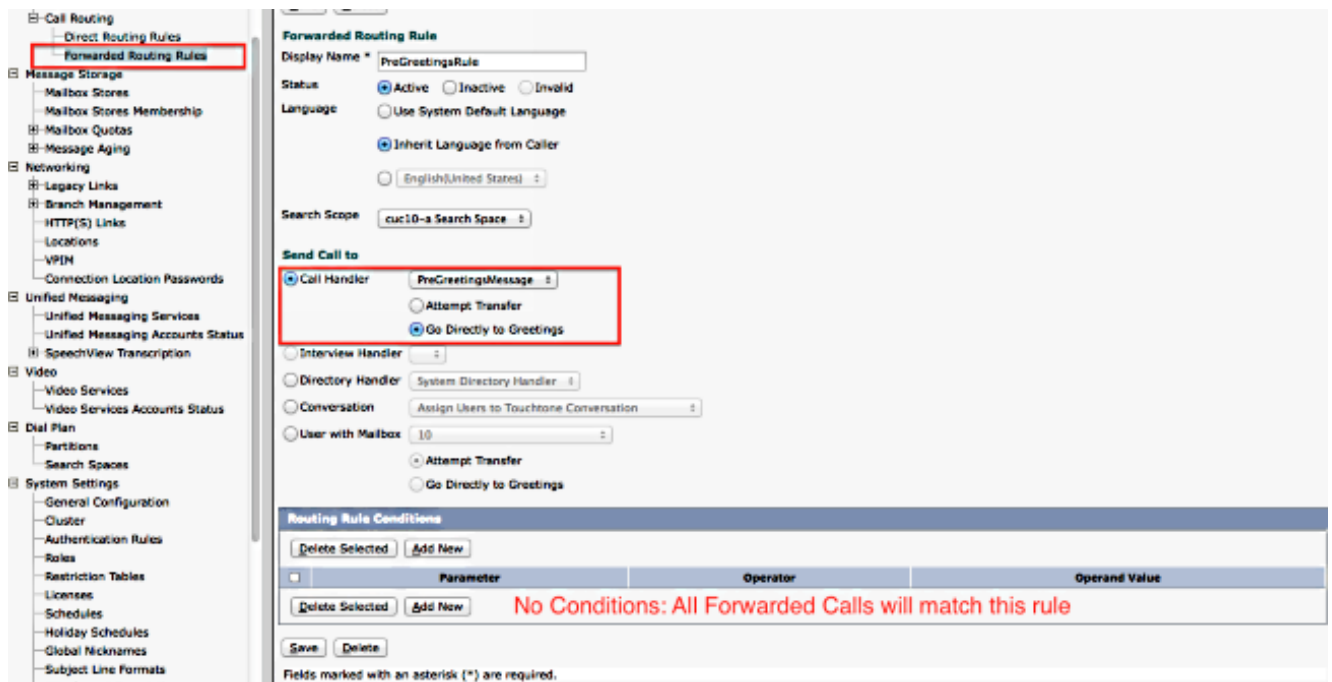 Call Routing
Direct Routing Rules
Forwarded Routing Rules
Message Storage
Mailbox Stores
Mailbox Stores Membership
Mailbox Quotas
Message Aging
Networking
Legacy Links
Branch Management
HTTP(S) Links
Locations
VPIM
Connection Location Passwords
Unified Messaging
Unified Messaging Services
Unified Messaging Accounts Status
SpeechView Transcription
Video
Video Services
Video Services Accounts Status
Dial Plan
Partitions
Search Spaces
System Settings
General Configuration
Cluster
Authentication Rules
Roles
Restriction Tables
Licenses
Schedules
Holiday Schedules
Global Nicknames
Subject Line Formats
Forwarded Routing Rule
Display Name * PreGreetingsRule
Status Active Inactive Invalid
Language Use System Default Language
Inherit Language from Caller
English(United States)
Search Scope cuc10-a Search Space
Send Call to
Call Handler PreGreetingsMessage
Attempt Transfer
Go Directly to Greetings
Interview Handler
Directory Handler System Directory Handler
Conversation Assign Users to Touchtone Conversation
User with Mailbox 10
Attempt Transfer
Go Directly to Greetings
Routing Rule Conditions
Delete Selected Add New
Parameter Operator Operand Value
Delete Selected Add New No Conditions: All Forwarded Calls will match this rule
Save Delete
Fields marked with an asterisk (*) are required.